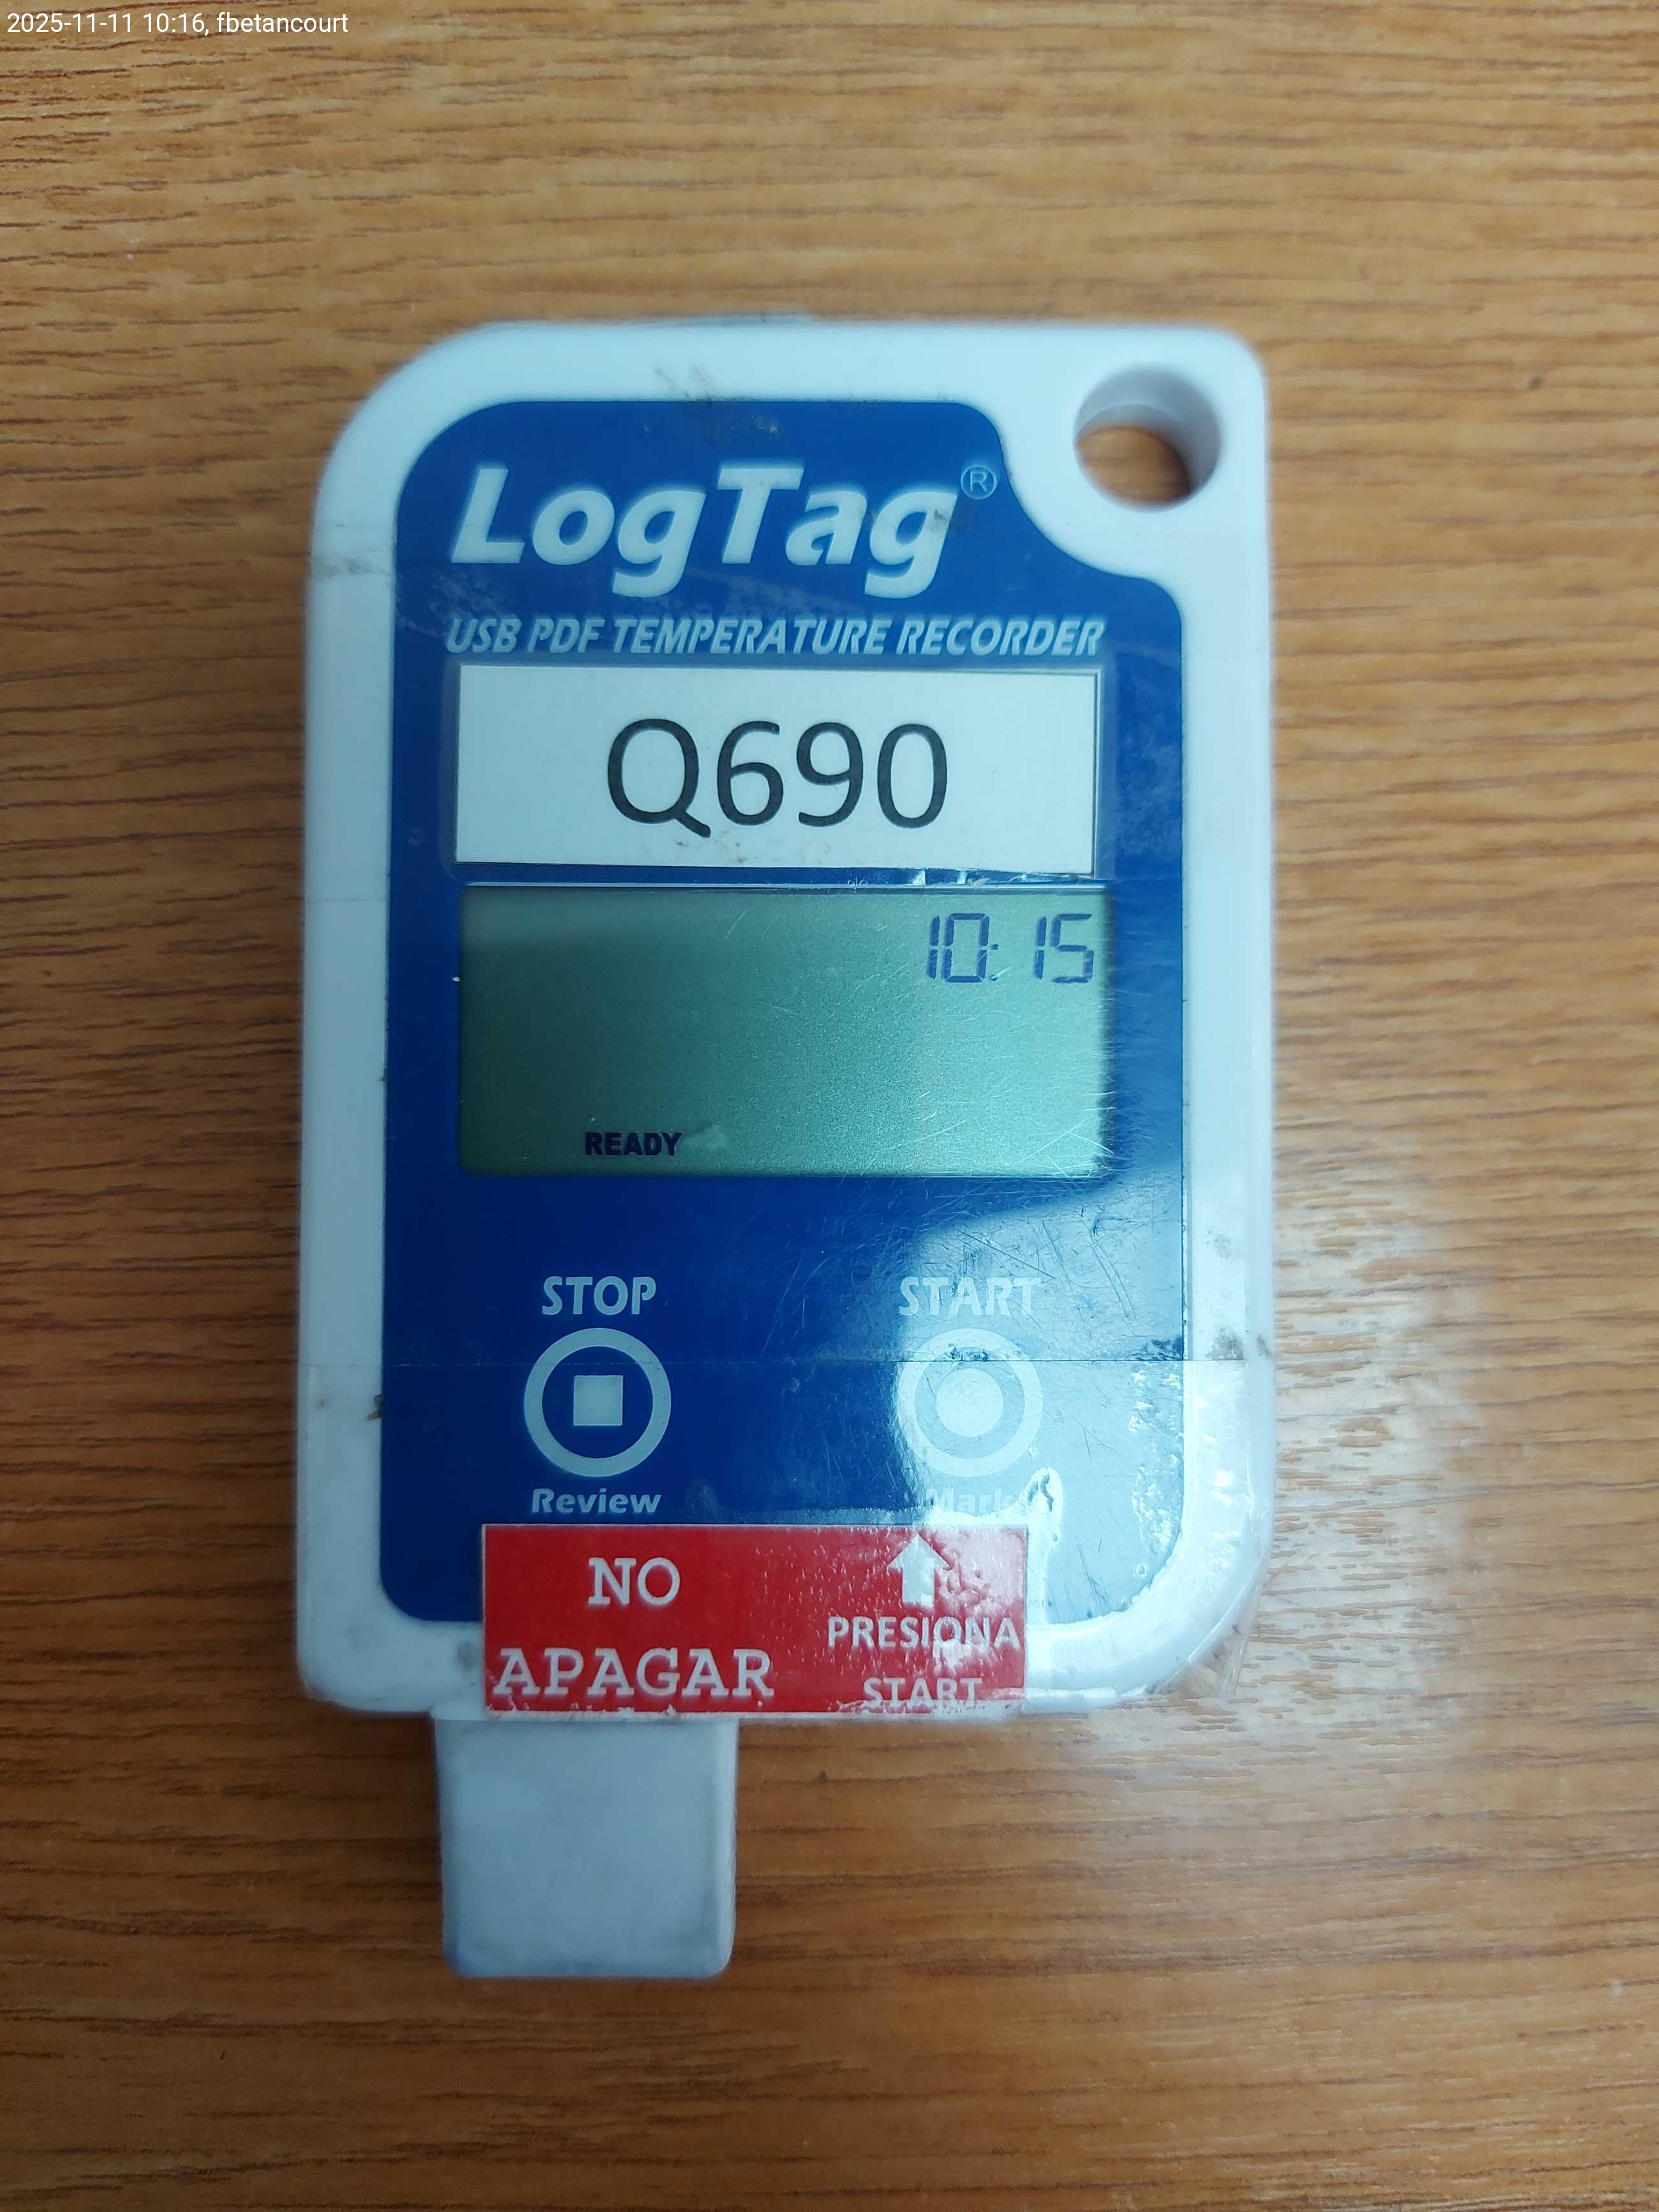 2025-11-11 10:16, fbetancourt
LogTag®
USB PDF TEMPERATURE RECORDER
Q690
10:15
READY
STOP START
Review Mark
NO
APAGAR
PRESIONA
START